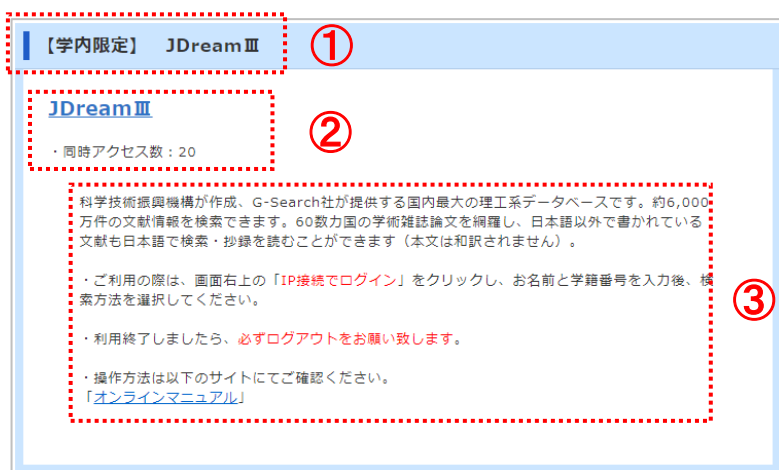 【学内限定】 JDreamⅢ
①
JDreamⅢ
②
・同時アクセス数：20
科学技術振興機構が作成、G-Search社が提供する国内最大の理工系データベースです。約6,000
万件の文献情報を検索できます。60数カ国の学術雑誌論文を網羅し、日本語以外で書かれている
文献も日本語で検索・抄録を読むことができます（本文は和訳されません）。
・ご利用の際は、画面右上の「IP接続でログイン」をクリックし、お名前と学籍番号を入力後、検
索方法を選択してください。
③
・利用終了しましたら、必ずログアウトをお願い致します。
・操作方法は以下のサイトにてご確認ください。
「オンラインマニュアル」